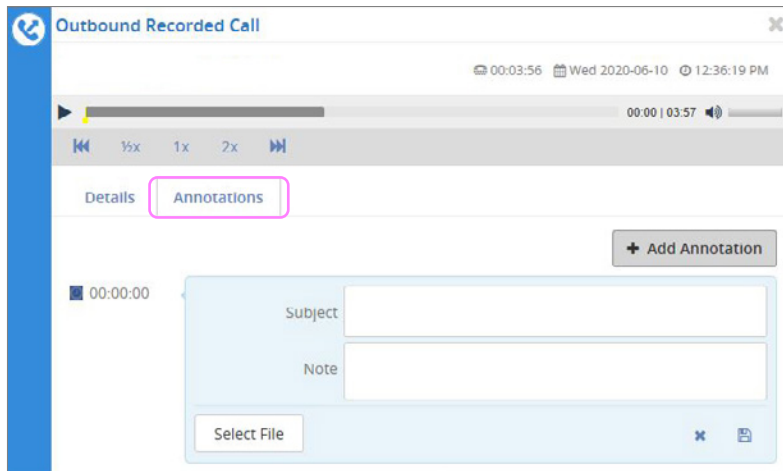 Outbound Recorded Call
00:03:56 Wed 2020-06-10 12:36:19 PM
00:00 | 03:57
½x 1x 2x
Details Annotations
+ Add Annotation
00:00:00
Subject
Note
Select File